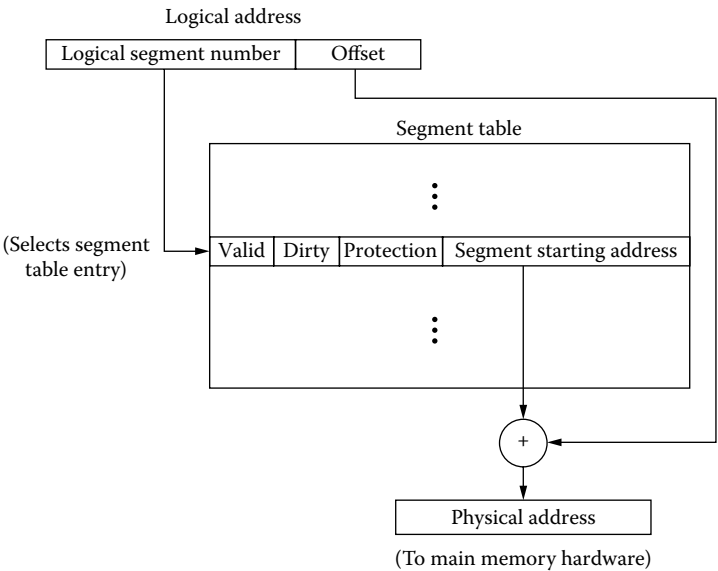 Logical address
Logical segment number Offset
Segment table
(Selects segment
table entry)
Valid Dirty Protection Segment starting address
+
Physical address
(To main memory hardware)